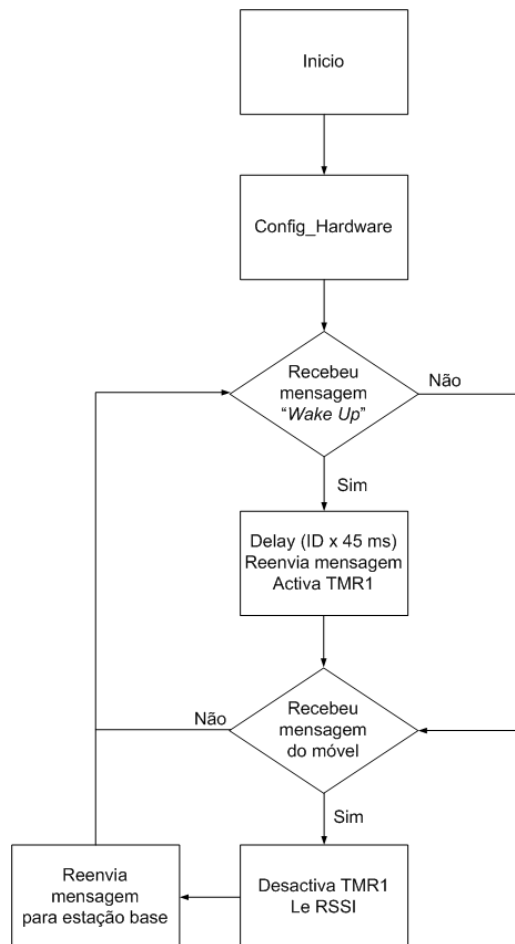 Inicio
Config_Hardware
Recebeu
mensagem
“Wake Up”
Não
Sim
Delay (ID x 45 ms)
Reenvia mensagem
Activa TMR1
Recebeu
mensagem
do móvel
Não
Sim
Desactiva TMR1
Le RSSI
Reenvia
mensagem
para estação base